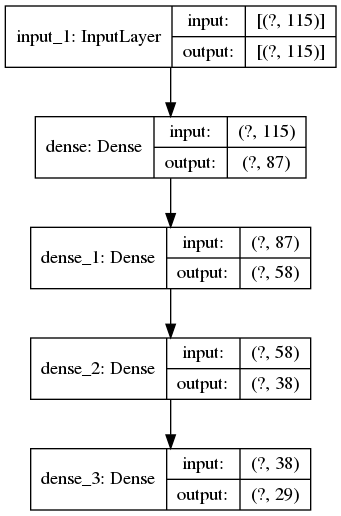 input_1: InputLayer
input: [(?, 115)]
output: [(?, 115)]
dense: Dense
input: (?, 115)
output: (?, 87)
dense_1: Dense
input: (?, 87)
output: (?, 58)
dense_2: Dense
input: (?, 58)
output: (?, 38)
dense_3: Dense
input: (?, 38)
output: (?, 29)